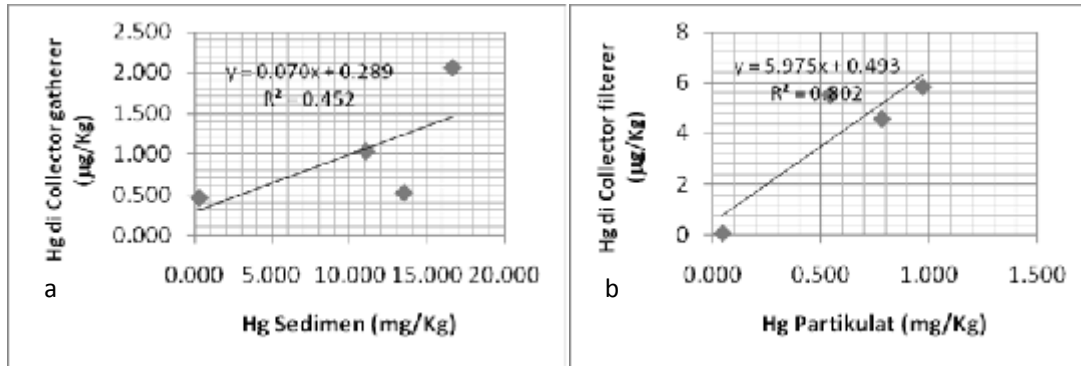 Hg di Collector gatherer
(µg/Kg)
2.500
2.000
1.500
1.000
0.500
0.000
y = 0.070x + 0.289
R² = 0.452
0.000 5.000 10.000 15.000 20.000
a
Hg Sedimen (mg/Kg)
Hg di Collector filterer
(µg/Kg)
8
6
4
2
0
y = 5.975x + 0.493
R² = 0.802
0.000 0.500 1.000 1.500
b
Hg Partikulat (mg/Kg)